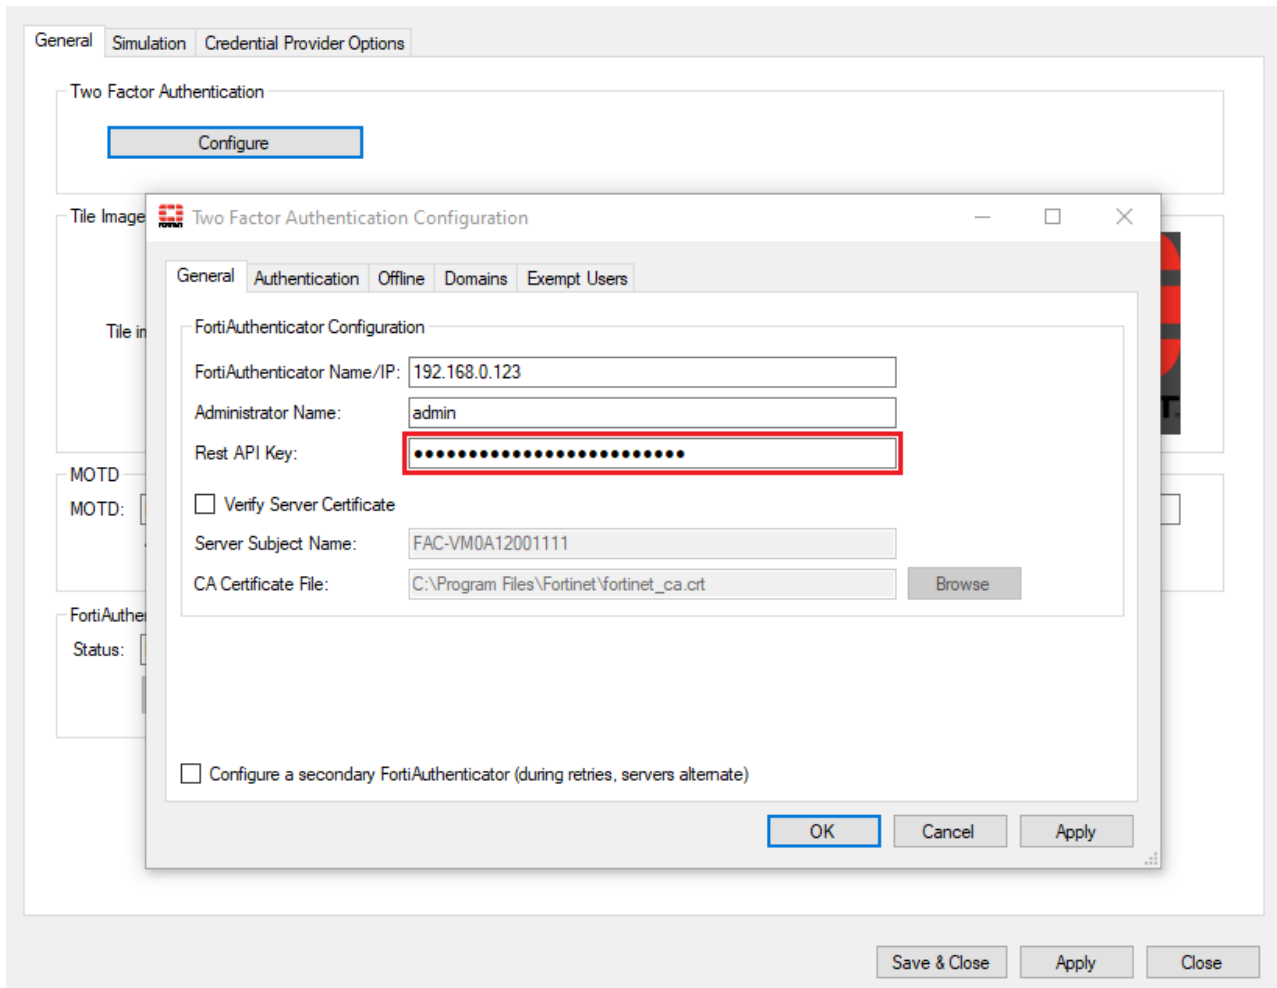 General Simulation Credential Provider Options
Two Factor Authentication
Configure
Tile Image
Two Factor Authentication Configuration
General Authentication Offline Domains Exempt Users
Tile
FortiAuthenticator Configuration
FortiAuthenticator Name/IP: 192.168.0.123
Administrator Name: admin
Rest API Key: •••••••••••••••••••••••••
MOTD
Verify Server Certificate
MOTD:
Server Subject Name: FAC-VM0A12001111
CA Certificate File: C:\Program Files\Fortinet\fortinet_ca.crt Browse
FortiAuthe
Status:
Configure a secondary FortiAuthenticator (during retries, servers alternate)
OK Cancel Apply
Save & Close Apply Close